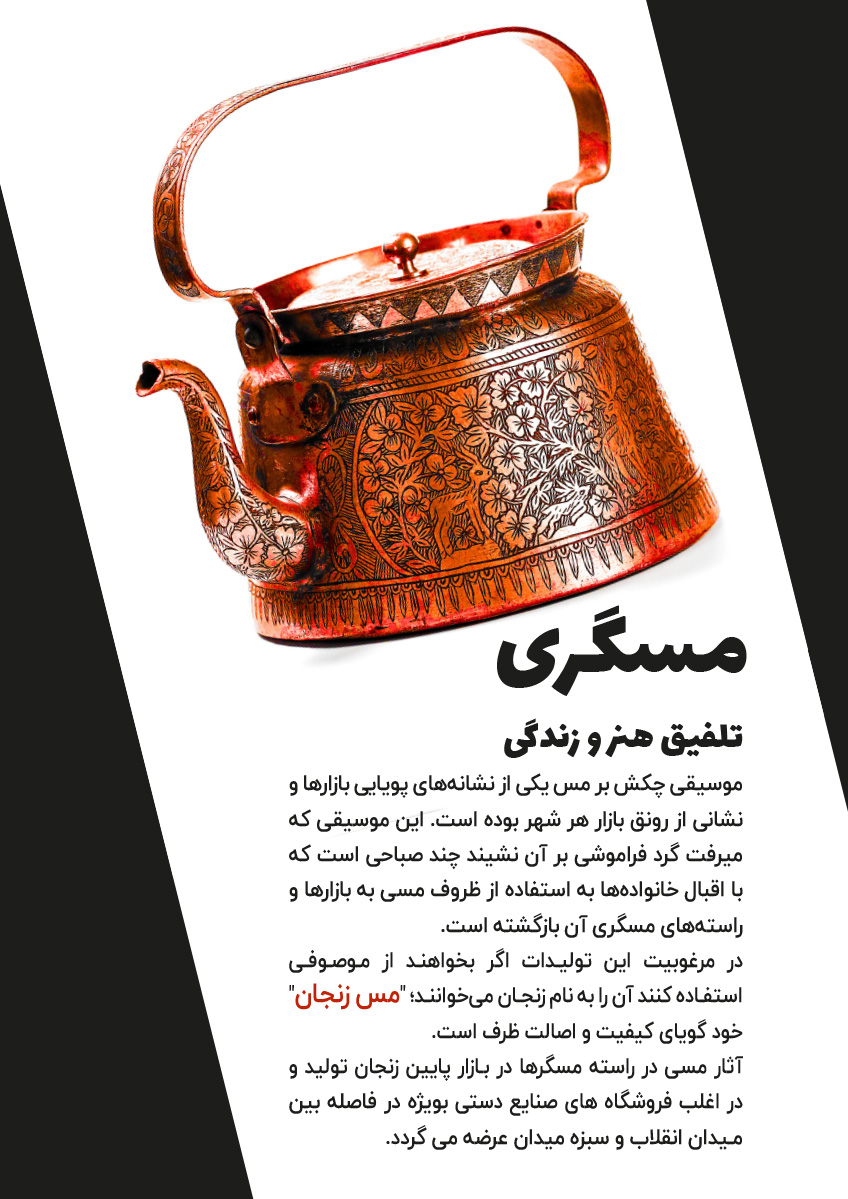 مسگری
تلفیق هنر و زندگی
موسیقی چکش بر مس یکی از نشانه‌های پویایی بازارها و
نشانی از رونق بازار هر شهر بوده است. این موسیقی که
میرفت گرد فراموشی بر آن نشیند چند صباحی است که
با اقبال خانواده‌ها به استفاده از ظروف مسی به بازارها و
راسته‌های مسگری آن بازگشته است.
در مرغوبیت این تولیدات اگر بخواهند از موصوفی
استفاده کنند آن را به نام زنجان می‌خوانند؛ "مس زنجان"
خود گویای کیفیت و اصالت ظرف است.
آثار مسی در راسته مسگرها در بازار پایین زنجان تولید و
در اغلب فروشگاه های صنایع دستی بویژه در فاصله بین
میدان انقلاب و سبزه میدان عرضه می گردد.